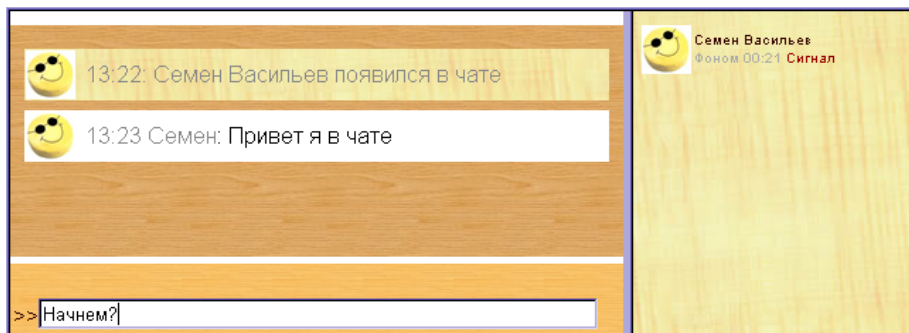 13:22: Семен Васильев появился в чате
13:23 Семен: Привет я в чате
>>Начнем?
Семен Васильев
Фоном 00:21 Сигнал